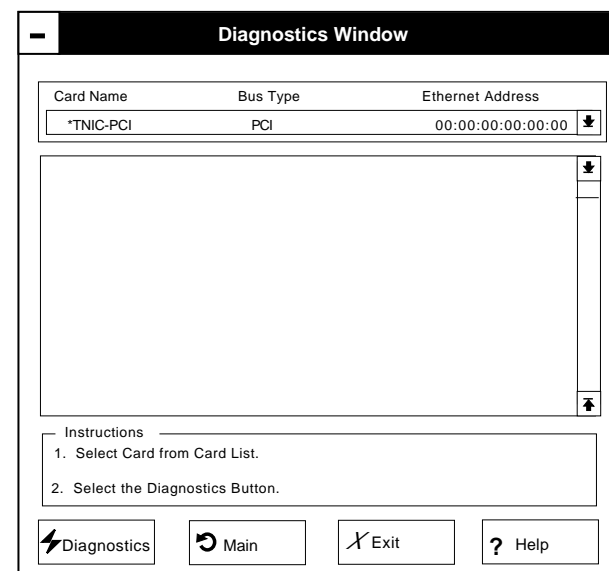 Diagnostics Window
Card Name Bus Type Ethernet Address
*TNIC-PCI PCI 00:00:00:00:00:00
Instructions
1. Select Card from Card List.
2. Select the Diagnostics Button.
Diagnostics Main X Exit ? Help